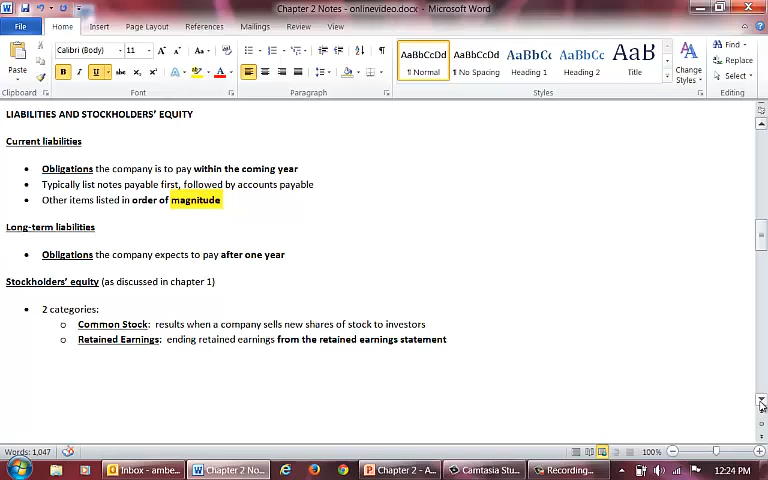 Chapter 2 Notes - onlinevideo.docx - Microsoft Word
File Home Insert Page Layout References Mailings Review View
Paste
Calibri (Body) 11 A A Aa
B I U abc x₂ x² A A
AaBbCcDd AaBbCcDd AaBbCc AaBbCc AaB
¶ Normal ¶ No Spacing Heading 1 Heading 2 Title
Change Styles
Find
Replace
Select
Clipboard Font Paragraph Styles Editing
LIABILITIES AND STOCKHOLDERS' EQUITY
Current liabilities
• Obligations the company is to pay within the coming year
• Typically list notes payable first, followed by accounts payable
• Other items listed in order of magnitude
Long-term liabilities
• Obligations the company expects to pay after one year
Stockholders' equity (as discussed in chapter 1)
• 2 categories:
o Common Stock: results when a company sells new shares of stock to investors
o Retained Earnings: ending retained earnings from the retained earnings statement
Words: 1,047 100%
Inbox - ambe... Chapter 2 No... Chapter 2 - A... Camtasia Stu... Recording... 12:24 PM